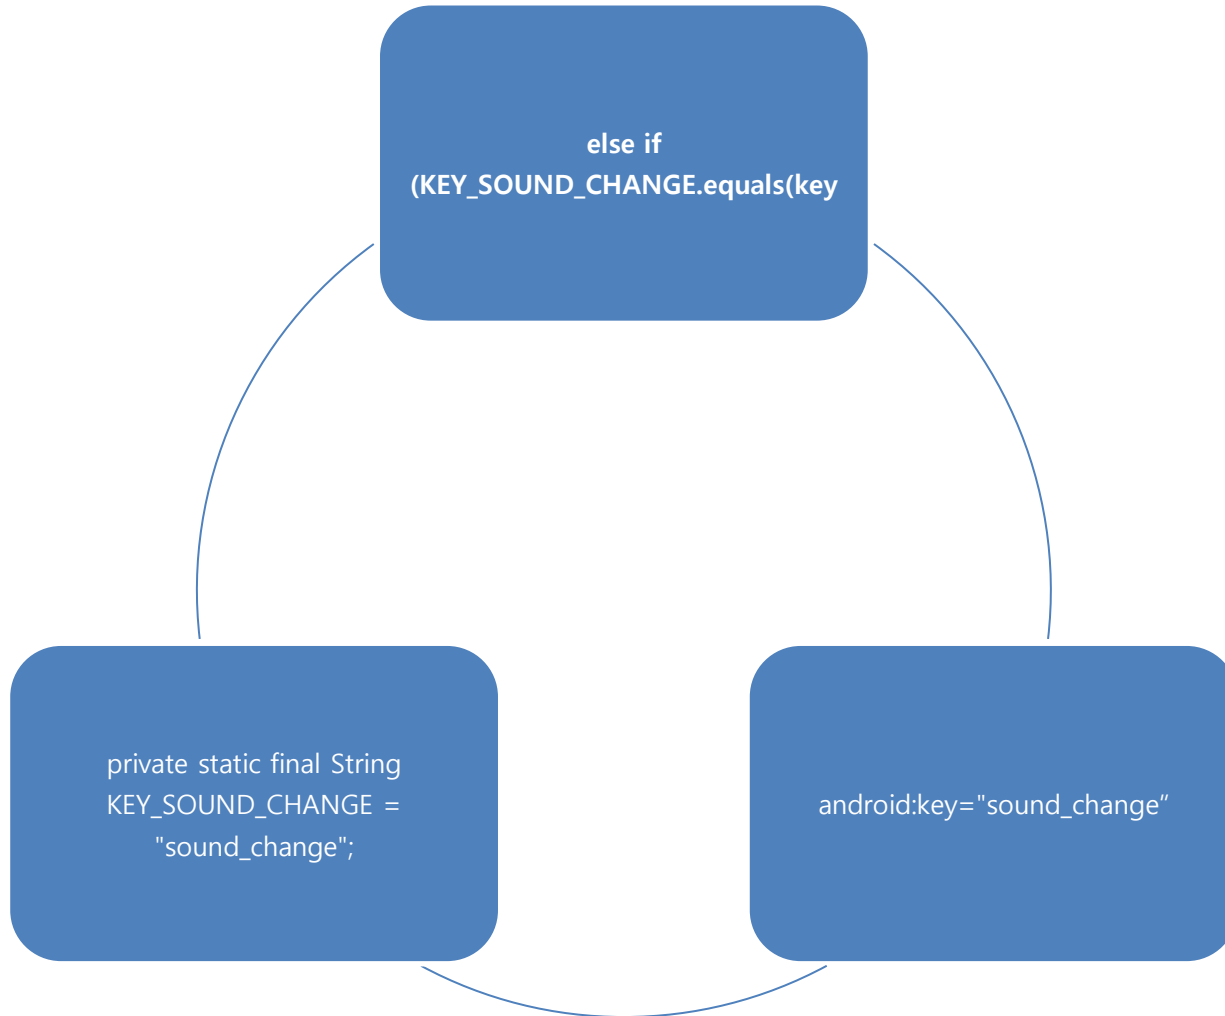 else if
(KEY_SOUND_CHANGE.equals(key
private static final String
KEY_SOUND_CHANGE =
"sound_change";
android:key="sound_change”